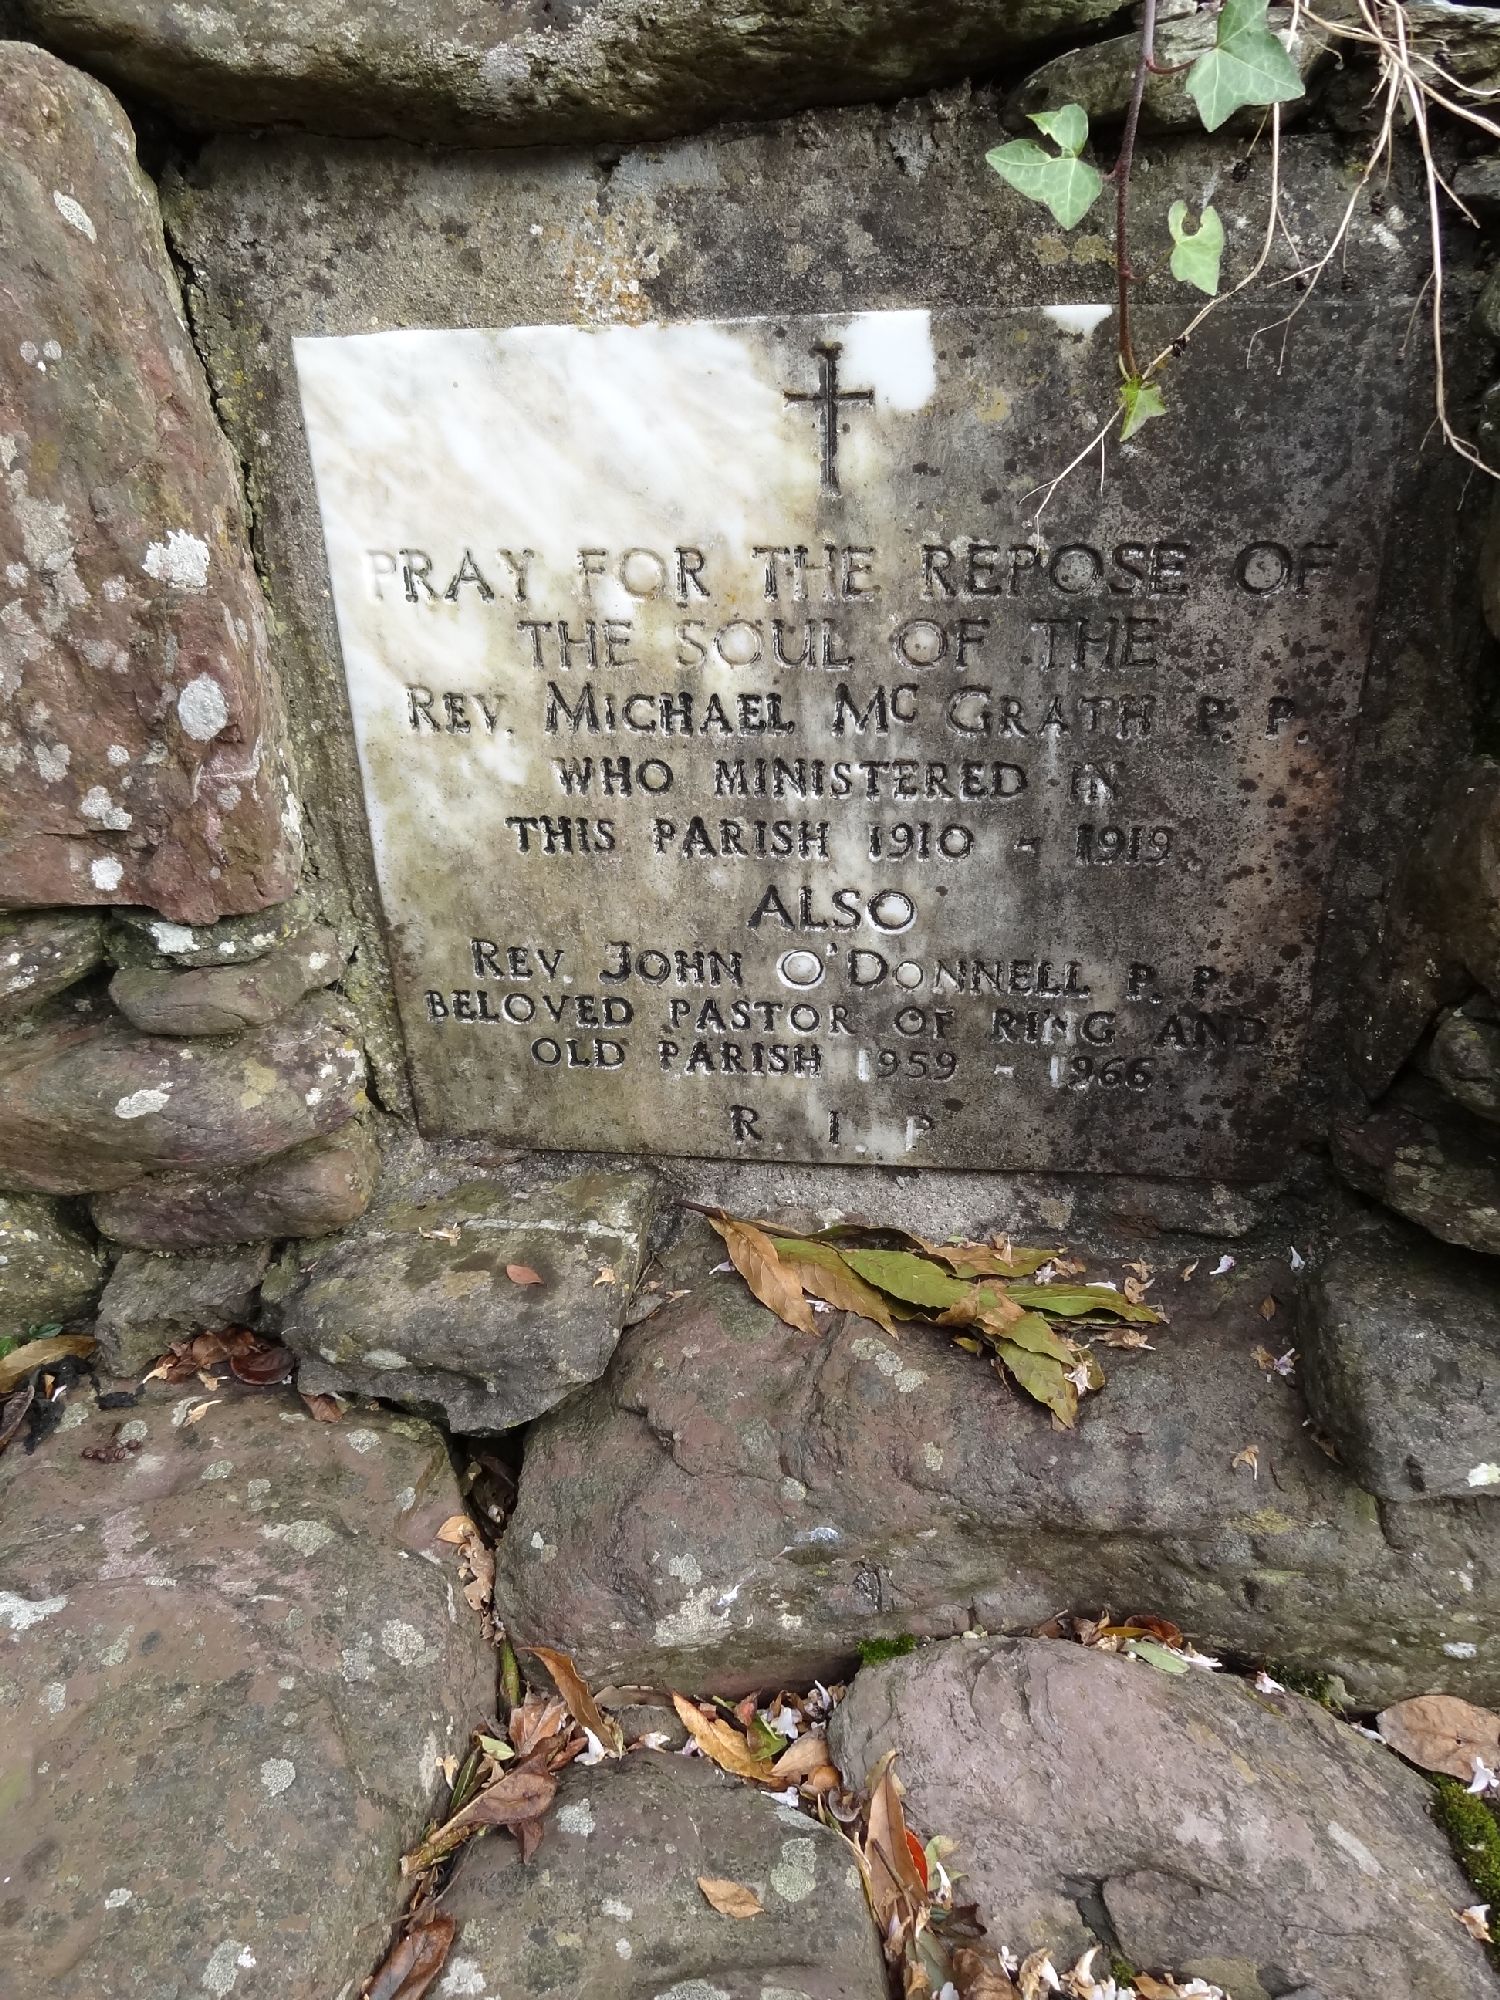 PRAY FOR THE REPOSE OF
THE SOUL OF THE
REV. MICHAEL MC GRATH P. P.
WHO MINISTERED IN
THIS PARISH 1910 - 1919
ALSO
REV. JOHN O'DONNELL P. P.
BELOVED PASTOR OF RING AND
OLD PARISH 1959 - 1966
R. I. P